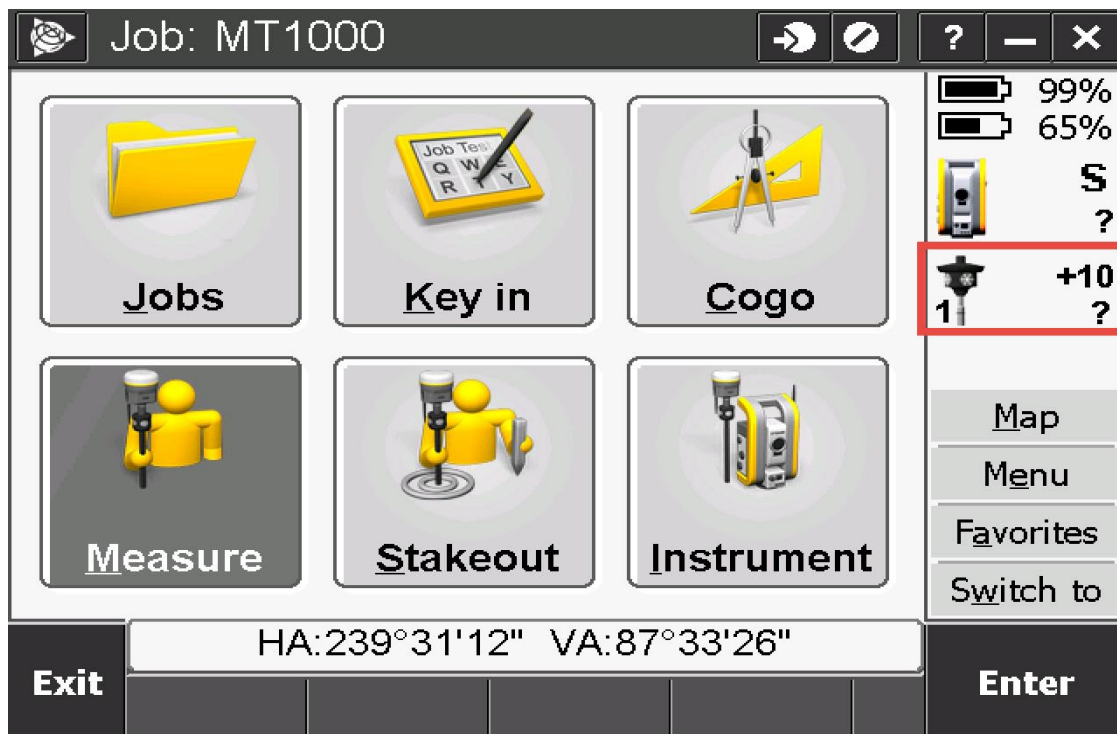 Job: MT1000
?
99%
65%
S
?
+10
1
?
Job Tes
Q W E
R T Y
Jobs
Key in
Cogo
Measure
Stakeout
Instrument
Map
Menu
Favorites
Switch to
HA:239°31'12" VA:87°33'26"
Exit
Enter